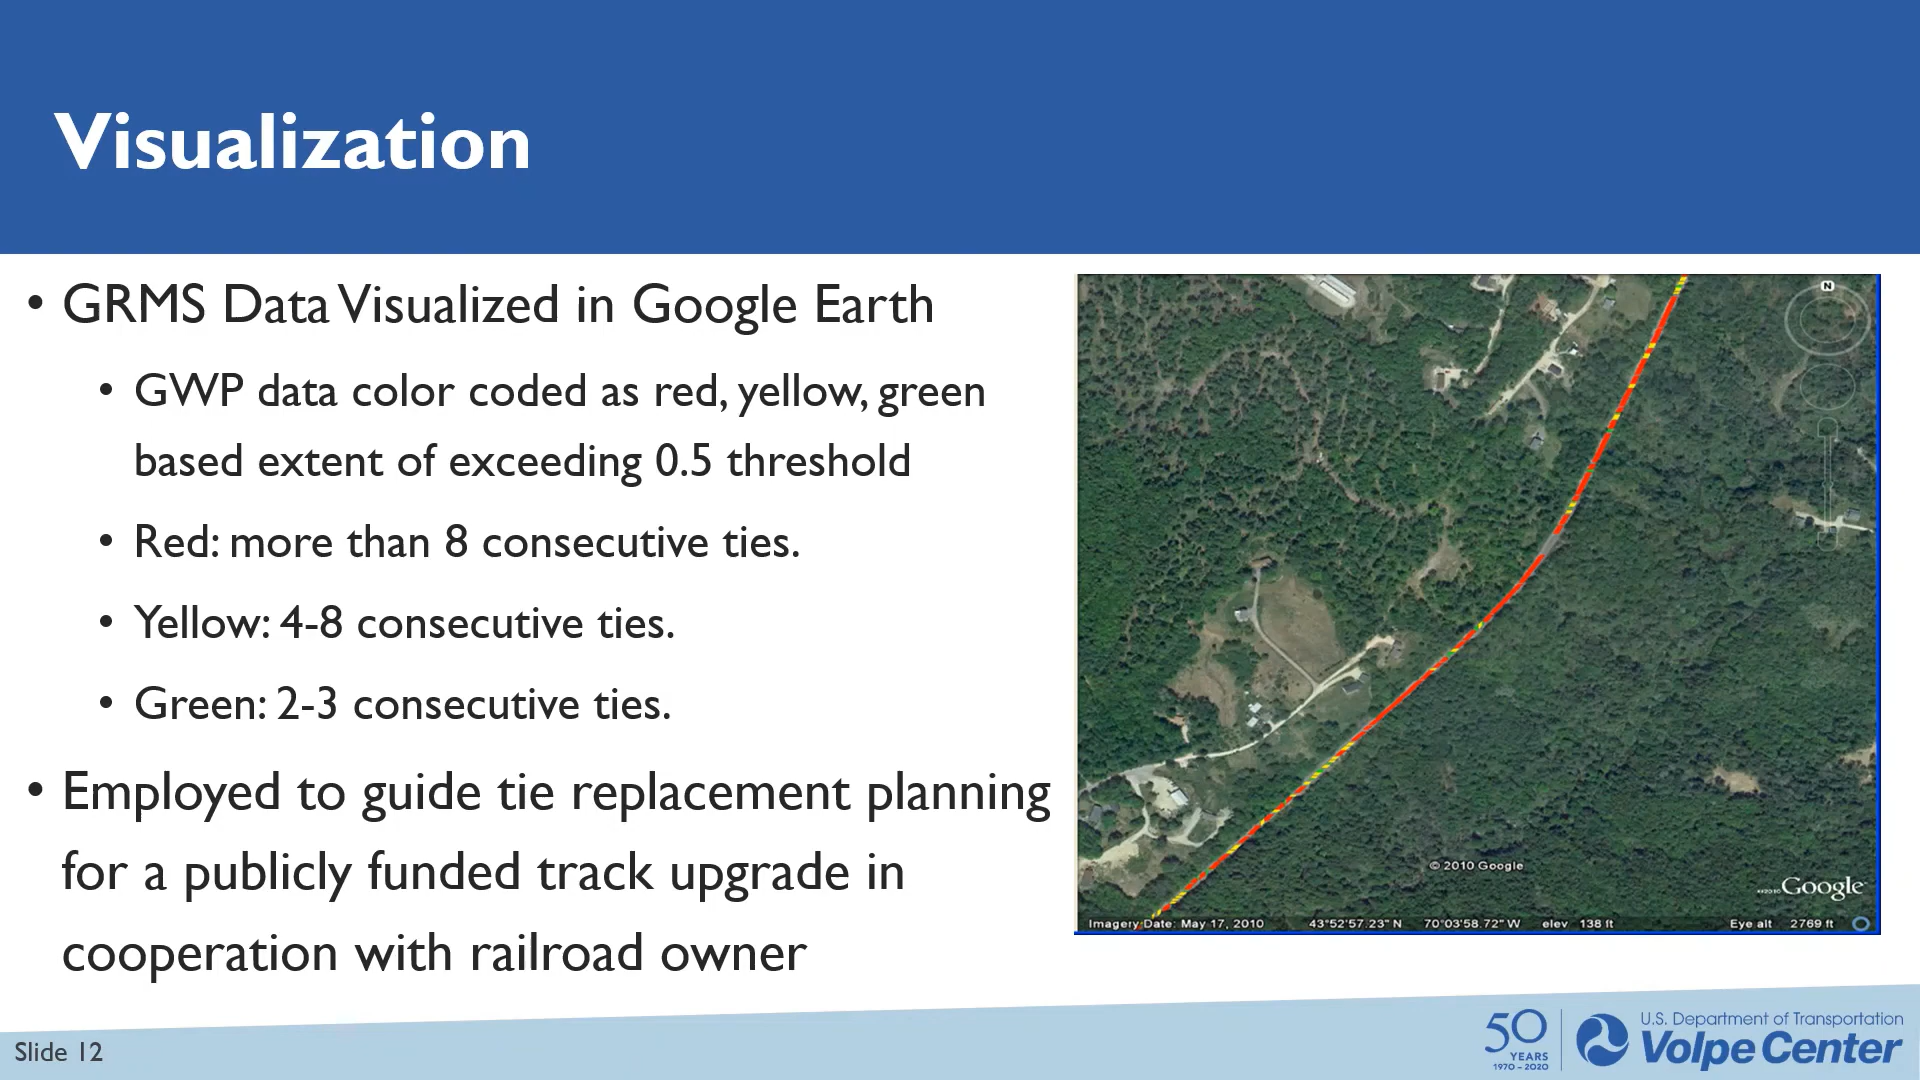 Visualization
• GRMS Data Visualized in Google Earth
• GWP data color coded as red, yellow, green
based extent of exceeding 0.5 threshold
• Red: more than 8 consecutive ties.
• Yellow: 4-8 consecutive ties.
• Green: 2-3 consecutive ties.
• Employed to guide tie replacement planning
for a publicly funded track upgrade in
cooperation with railroad owner
N
© 2010 Google
Google
Imagery Date: May 17, 2010 43°52'57.23" N 70°03'58.72" W elev 138 ft Eye alt 2769 ft
Slide 12
50
YEARS
1970 – 2020
U.S. Department of Transportation
Volpe Center